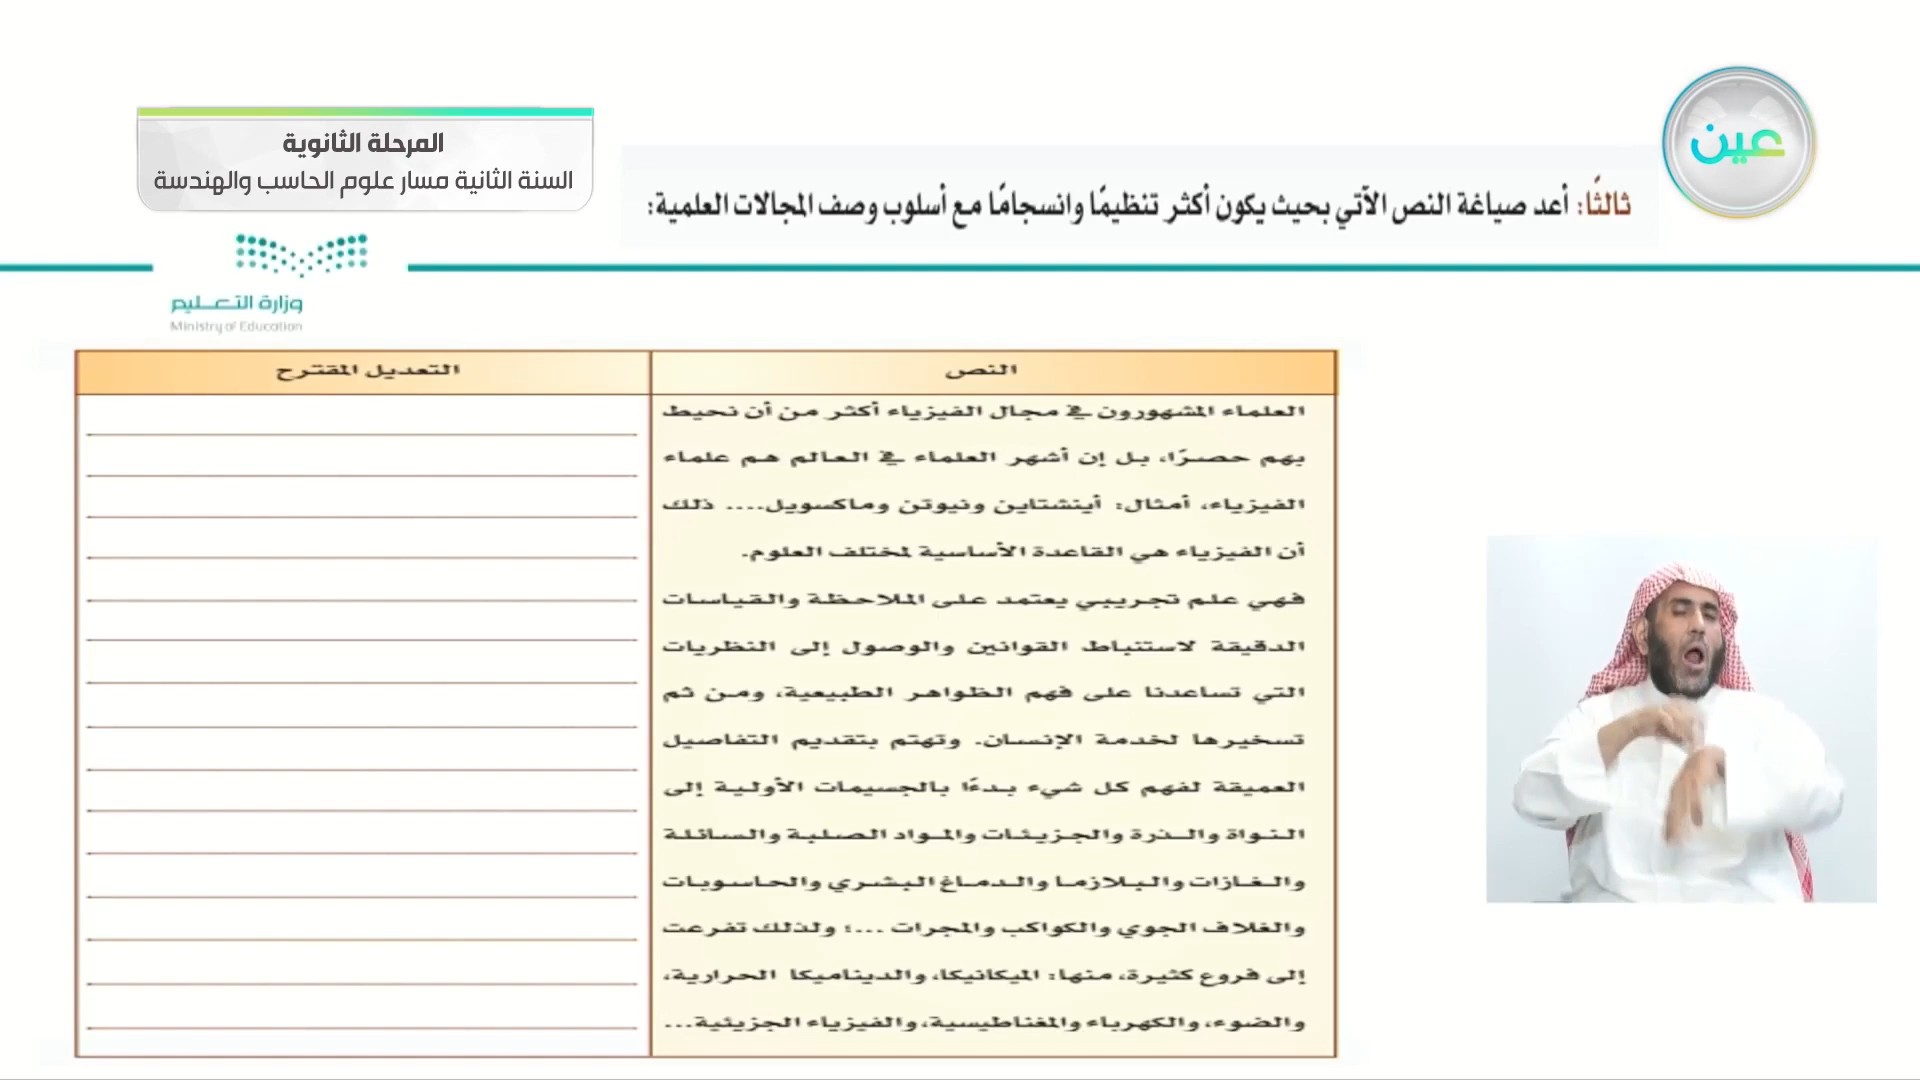 عين
المرحلة الثانوية
السنة الثانية مسار علوم الحاسب والهندسة
ثالثًا: أعد صياغة النص الآتي بحيث يكون أكثر تنظيمًا وانسجامًا مع أسلوب وصف المجالات العلمية:
وزارة التعليم
Ministry of Education
النص
التعديل المقترح
العلماء المشهورون في مجال الفيزياء أكثر من أن نحيط
بهم حصرًا، بل إن أشهر العلماء في العالم هم علماء
الفيزياء، أمثال: أينشتاين ونيوتن وماكسويل.... ذلك
أن الفيزياء هي القاعدة الأساسية لمختلف العلوم.
فهي علم تجريبي يعتمد على الملاحظة والقياسات
الدقيقة لاستنباط القوانين والوصول إلى النظريات
التي تساعدنا على فهم الظواهر الطبيعية، ومن ثم
تسخيرها لخدمة الإنسان. وتهتم بتقديم التفاصيل
العميقة لفهم كل شيء بدءًا بالجسيمات الأولية إلى
النواة والذرة والجزيئات والمواد الصلبة والسائلة
والغازات والبلازما والدماغ البشري والحاسوبات
والغلاف الجوي والكواكب والمجرات ...؛ ولذلك تفرعت
إلى فروع كثيرة، منها: الميكانيكا، والديناميكا الحرارية،
والضوء، والكهرباء والمغناطيسية، والفيزياء الجزيئية...